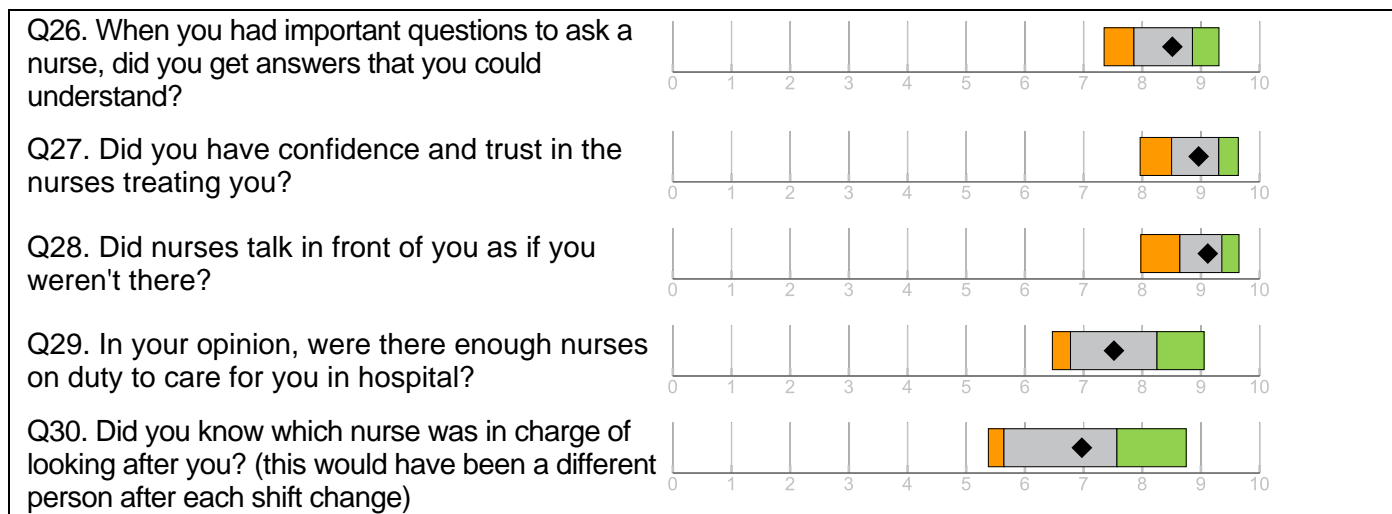 Q26. When you had important questions to ask a
nurse, did you get answers that you could
understand?
0 1 2 3 4 5 6 7 8 9 10
Q27. Did you have confidence and trust in the
nurses treating you?
0 1 2 3 4 5 6 7 8 9 10
Q28. Did nurses talk in front of you as if you
weren't there?
0 1 2 3 4 5 6 7 8 9 10
Q29. In your opinion, were there enough nurses
on duty to care for you in hospital?
0 1 2 3 4 5 6 7 8 9 10
Q30. Did you know which nurse was in charge of
looking after you? (this would have been a different
person after each shift change)
0 1 2 3 4 5 6 7 8 9 10